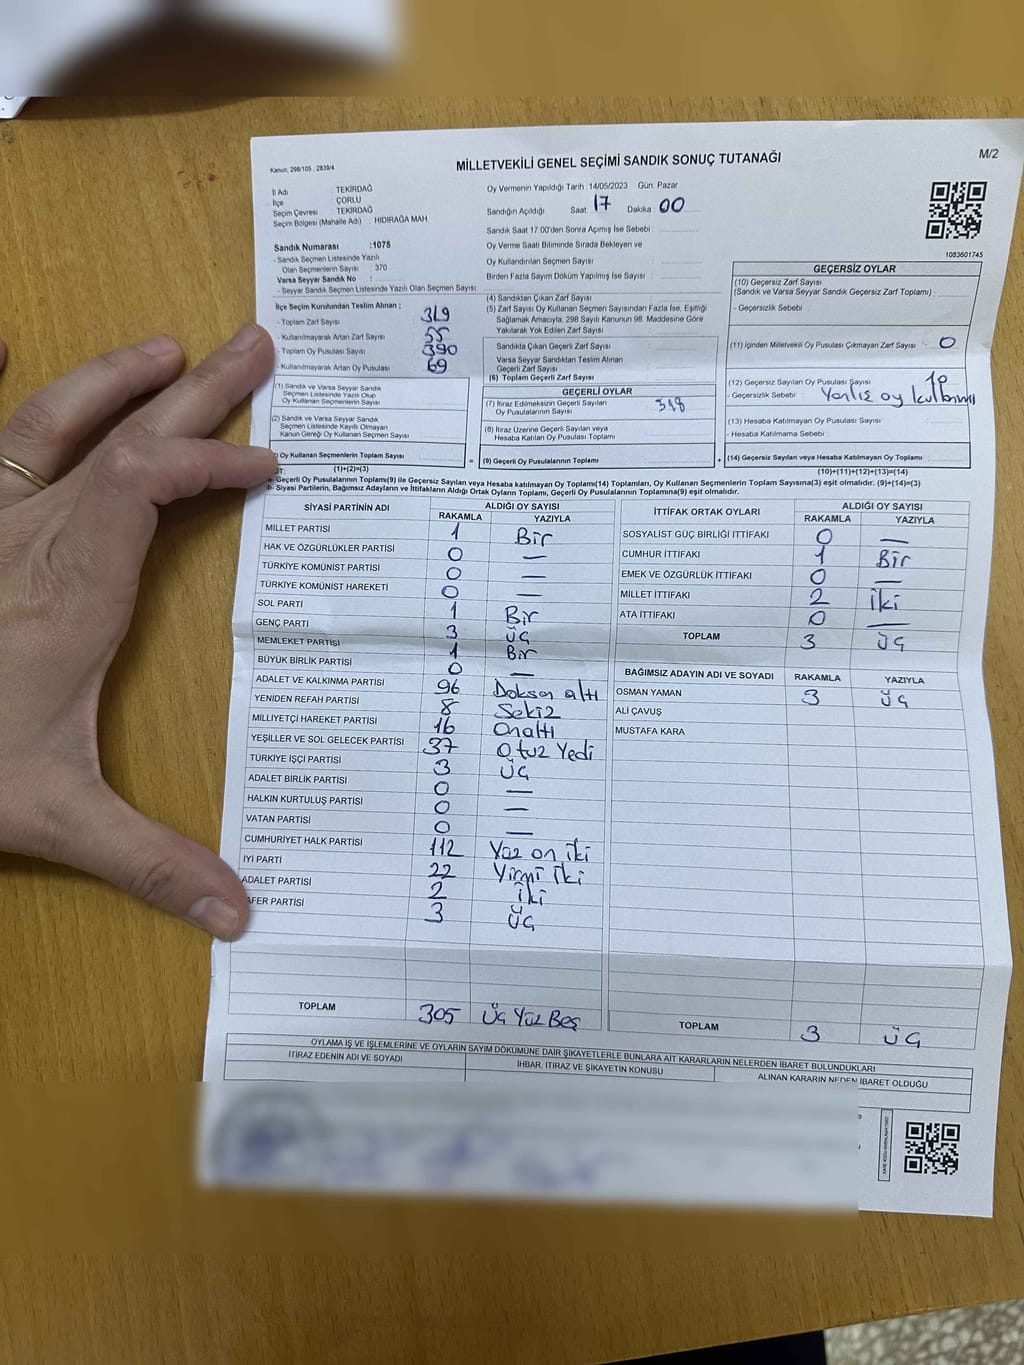 M/2
Kanun, 298/105 , 2839/4
MİLLETVEKİLİ GENEL SEÇİMİ SANDIK SONUÇ TUTANAĞI
İl Adı : TEKİRDAĞ
İlçe : ÇORLU
Seçim Çevresi : TEKİRDAĞ
Seçim Bölgesi (Mahalle Adı) : HIDIRAĞA MAH
Oy Vermenin Yapıldığı Tarih : 14/05/2023 Gün: Pazar
Sandığın Açıldığı Saat : 17 Dakika : 00
Sandık Saat 17.00'den Sonra Açımış İse Sebebi :
Oy Verme Saati Bitiminde Sırada Bekleyen ve
Oy Kullandırılan Seçmen Sayısı :
Birden Fazla Sayım Döküm Yapılmış İse Sayısı :
1083601745
Sandık Numarası :1075
- Sandık Seçmen Listesinde Yazılı
Olan Seçmenlerin Sayısı : 370
Varsa Seyyar Sandık No :
- Seyyar Sandık Seçmen Listesinde Yazılı Olan Seçmen Sayısı :
İlçe Seçim Kurulundan Teslim Alınan ;
- Toplam Zarf Sayısı : 319
- Kullanılmayarak Artan Zarf Sayısı : 55
- Toplam Oy Pusulası Sayısı : 390
- Kullanılmayarak Artan Oy Pusulası : 69
(1) Sandık ve Varsa Seyyar Sandık
Seçmen Listesinde Yazılı Olup
Oy Kullanan Seçmenlerin Sayısı :
(2) Sandık ve Varsa Seyyar Sandık
Seçmen Listesinde Kayıtlı Olmayan
Kanun Gereği Oy Kullanan Seçmen Sayısı :
Oy Kullanan Seçmenlerin Toplam Sayısı :
(1)+(2)=(3)
(4) Sandıktan Çıkan Zarf Sayısı :
(5) Zarf Sayısı Oy Kullanan Seçmen Sayısından Fazla İse, Eşitliği
Sağlamak Amacıyla, 298 Sayılı Kanunun 98. Maddesine Göre
Yakılarak Yok Edilen Zarf Sayısı :
Sandıkta Çıkan Geçerli Zarf Sayısı :
Varsa Seyyar Sandıktan Teslim Alınan
Geçerli Zarf Sayısı :
(6) Toplam Geçerli Zarf Sayısı :
GEÇERLİ OYLAR
(7) İtiraz Edilmeksizin Geçerli Sayılan
Oy Pusulalarının Sayısı : 318
(8) İtiraz Üzerine Geçerli Sayılan veya
Hesaba Katılan Oy Pusulası Toplamı :
= (9) Geçerli Oy Pusulalarının Toplamı : +
GEÇERSİZ OYLAR
(10) Geçersiz Zarf Sayısı
(Sandık ve Varsa Seyyar Sandık Geçersiz Zarf Toplamı) :
- Geçersizlik Sebebi :
(11) İçinden Milletvekili Oy Pusulası Çıkmayan Zarf Sayısı : 0
(12) Geçersiz Sayılan Oy Pusulası Sayısı : 10
- Geçersizlik Sebebi : Yanlış oy kullanımı
(13) Hesaba Katılmayan Oy Pusulası Sayısı :
- Hesaba Katılmama Sebebi :
(14) Geçersiz Sayılan veya Hesaba Katılmayan Oy Toplamı :
(10)+(11)+(12)+(13)=(14)
a- Geçerli Oy Pusulalarının Toplamı(9) ile Geçersiz Sayılan veya Hesaba katılmayan Oy Toplamı(14) Toplamları, Oy Kullanan Seçmenlerin Toplam Sayısına(3) eşit olmalıdır. (9)+(14)=(3)
b- Siyasi Partilerin, Bağımsız Adayların ve İttifakların Aldığı Ortak Oyların Toplamı, Geçerli Oy Pusulalarının Toplamına(9) eşit olmalıdır.
SİYASİ PARTİNİN ADI ALDIĞI OY SAYISI
RAKAMLA YAZIYLA
MİLLET PARTİSİ 1 Bir
HAK VE ÖZGÜRLÜKLER PARTİSİ 0 —
TÜRKİYE KOMÜNİST PARTİSİ 0 —
TÜRKİYE KOMÜNİST HAREKETİ 0 —
SOL PARTİ 1 Bir
GENÇ PARTİ 3 Üç
MEMLEKET PARTİSİ 1 Bir
BÜYÜK BİRLİK PARTİSİ 0 —
ADALET VE KALKINMA PARTİSİ 96 Doksan altı
YENİDEN REFAH PARTİSİ 8 Sekiz
MİLLİYETÇİ HAREKET PARTİSİ 16 Onaltı
YEŞİLLER VE SOL GELECEK PARTİSİ 37 Otuz Yedi
TÜRKİYE İŞÇİ PARTİSİ 3 Üç
ADALET BİRLİK PARTİSİ 0 —
HALKIN KURTULUŞ PARTİSİ 0 —
VATAN PARTİSİ 0 —
CUMHURİYET HALK PARTİSİ 112 Yüz on iki
İYİ PARTİ 22 Yirmi İki
ADALET PARTİSİ 2 İki
AFER PARTİSİ 3 Üç
TOPLAM 305 Üç Yüz Beş
İTTİFAK ORTAK OYLARI ALDIĞI OY SAYISI
RAKAMLA YAZIYLA
SOSYALİST GÜÇ BİRLİĞİ İTTİFAKI 0 —
CUMHUR İTTİFAKI 1 Bir
EMEK VE ÖZGÜRLÜK İTTİFAKI 0 —
MİLLET İTTİFAKI 2 İki
ATA İTTİFAKI 0 —
TOPLAM 3 Üç
BAĞIMSIZ ADAYIN ADI VE SOYADI RAKAMLA YAZIYLA
OSMAN YAMAN 3 Üç
ALİ ÇAVUŞ
MUSTAFA KARA
TOPLAM 3 Üç
OYLAMA İŞ VE İŞLEMLERİNE VE OYLARIN SAYIM DÖKÜMÜNE DAİR ŞİKAYETLERLE BUNLARA AİT KARARLARIN NELERDEN İBARET BULUNDUKLARI
İTİRAZ EDENİN ADI VE SOYADI İHBAR, İTİRAZ VE ŞİKAYETİN KONUSU ALINAN KARARIN NEDEN İBARET OLDUĞU